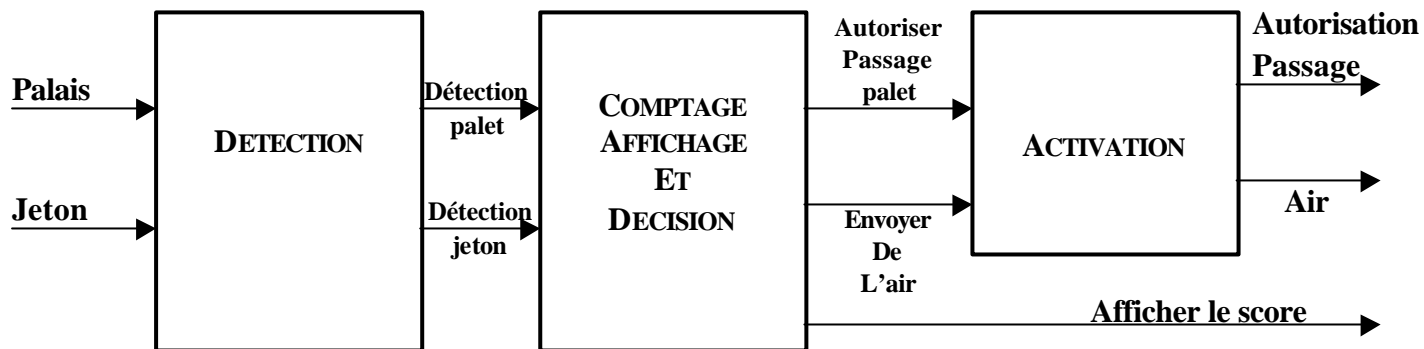 Palais
Jeton
DETECTION
Détection
palet
Détection
jeton
COMPTAGE
AFFICHAGE
ET
DECISION
Autoriser
Passage
palet
Envoyer
De
L’air
ACTIVATION
Autorisation
Passage
Air
Afficher le score